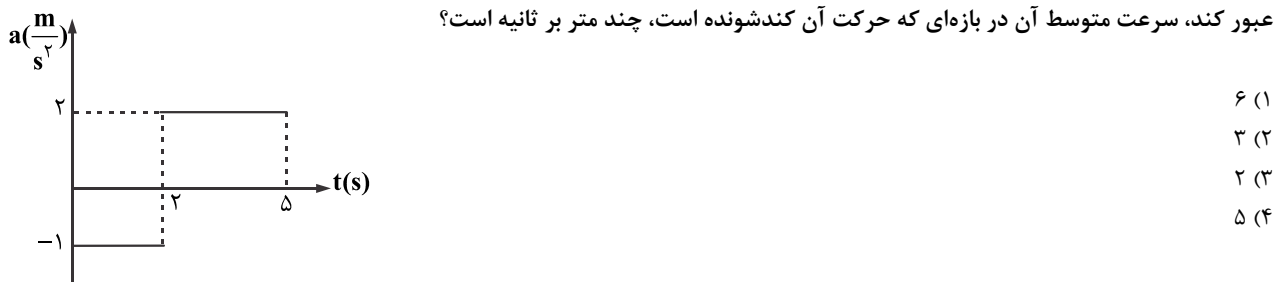 عبور کند، سرعت متوسط آن در بازه‌ای که حرکت آن کندشونده است، چند متر بر ثانیه است؟
۱) ۶
۲) ۳
۳) ۲
۴) ۵
a(m/s^۲)
۲
t(s)
۲
۵
−۱